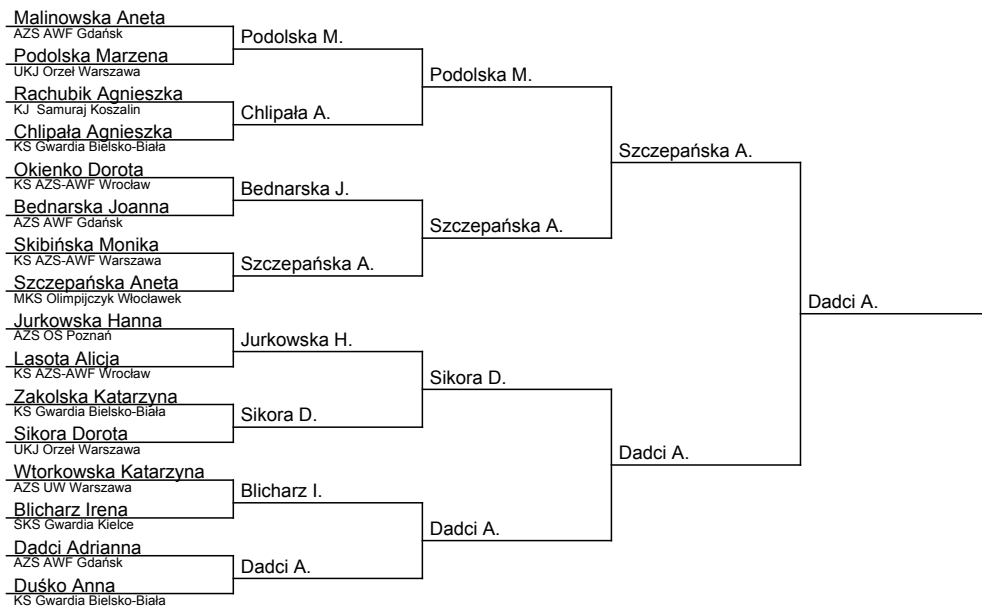 Malinowska Aneta
AZS AWF Gdańsk
Podolska Marzena
UKJ Orzeł Warszawa
Rachubik Agnieszka
KJ  Samuraj Koszalin
Chlipała Agnieszka
KS Gwardia Bielsko-Biała
Okienko Dorota
KS AZS-AWF Wrocław
Bednarska Joanna
AZS AWF Gdańsk
Skibińska Monika
KS AZS-AWF Warszawa
Szczepańska Aneta
MKS Olimpijczyk Włocławek
Jurkowska Hanna
AZS OŚ Poznań
Lasota Alicja
KS AZS-AWF Wrocław
Zakolska Katarzyna
KS Gwardia Bielsko-Biała
Sikora Dorota
UKJ Orzeł Warszawa
Wtorkowska Katarzyna
AZS UW Warszawa
Blicharz Irena
SKS Gwardia Kielce
Dadci Adrianna
AZS AWF Gdańsk
Duśko Anna
KS Gwardia Bielsko-Biała
Podolska M.
Chlipała A.
Bednarska J.
Szczepańska A.
Jurkowska H.
Sikora D.
Blicharz I.
Dadci A.
Podolska M.
Szczepańska A.
Sikora D.
Dadci A.
Szczepańska A.
Dadci A.
Dadci A.